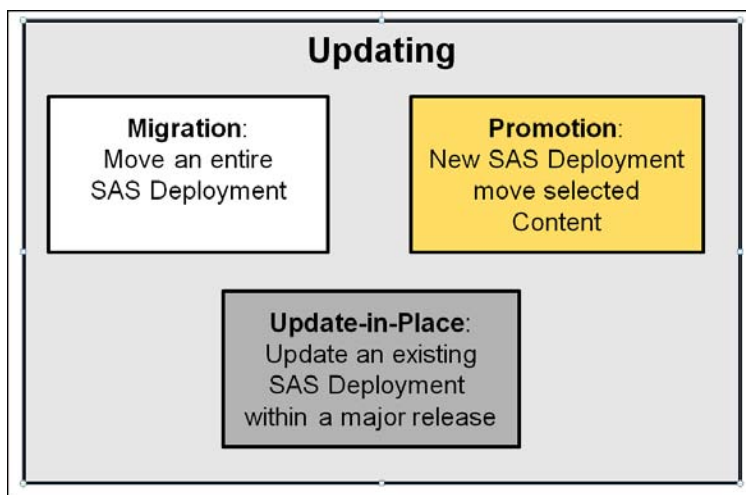 Updating
Migration:
Move an entire
SAS Deployment
Promotion:
New SAS Deployment
move selected
Content
Update-in-Place:
Update an existing
SAS Deployment
within a major release